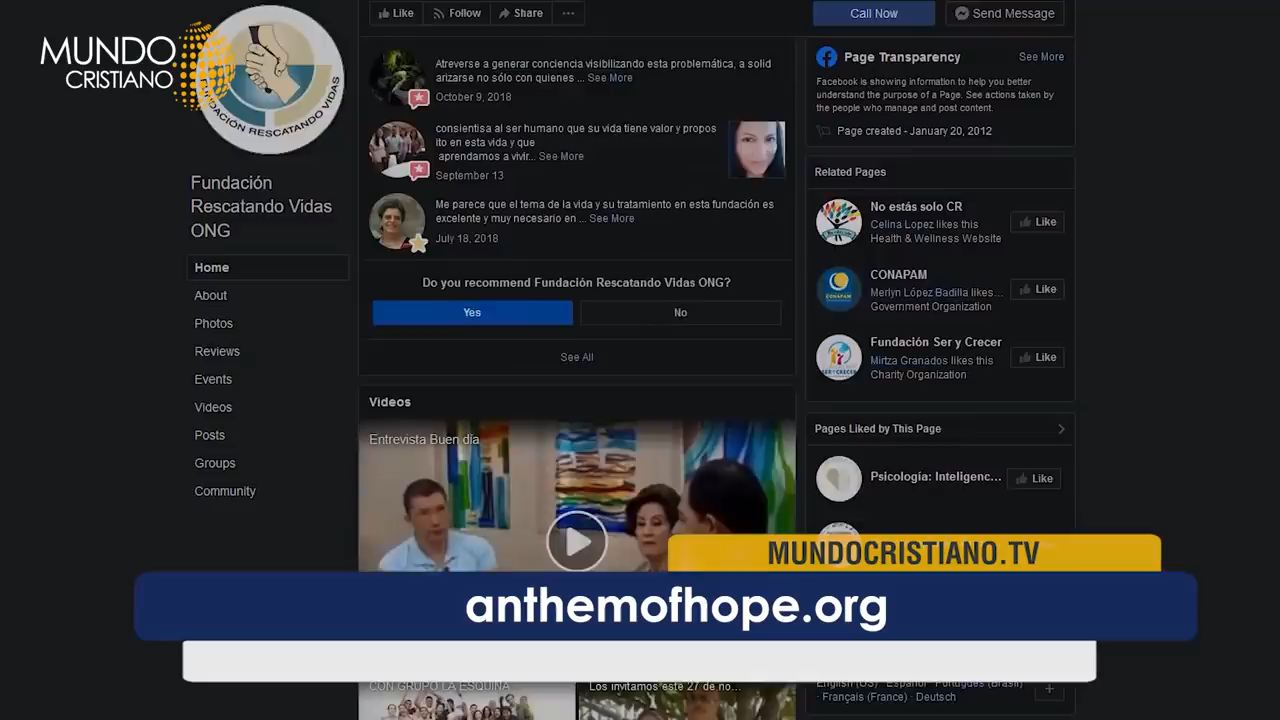 MUNDO
CRISTIANO
FUNDACIÓN RESCATANDO VIDAS
Fundación
Rescatando Vidas
ONG
Home
About
Photos
Reviews
Events
Videos
Posts
Groups
Community
Like
Follow
Share
Call Now
Send Message
Atreverse a generar conciencia visibilizando esta problemática, a solid
arizarse no sólo con quienes ... See More
October 9, 2018
consientisa al ser humano que su vida tiene valor y propos
ito en esta vida y que
aprendamos a vivir... See More
September 13
Me parece que el tema de la vida y su tratamiento en esta fundación es
excelente y muy necesario en ... See More
July 18, 2018
Do you recommend Fundación Rescatando Vidas ONG?
Yes
No
See All
Videos
Entrevista Buen día
CON GRUPO LA ESQUINA
Los invitamos este 27 de no...
Page Transparency
See More
Facebook is showing information to help you better
understand the purpose of a Page. See actions taken by
the people who manage and post content.
Page created - January 20, 2012
Related Pages
No estás solo CR
Celina Lopez likes this
Health & Wellness Website
Like
CONAPAM
CONAPAM
Merlyn López Badilla likes...
Government Organization
Like
SER Y CRECER
Fundación Ser y Crecer
Mirtza Granados likes this
Charity Organization
Like
Pages Liked by This Page
Psicología: Inteligenc...
Like
MUNDOCRISTIANO.TV
anthemofhope.org
English (US) · Español · Português (Brasil)
· Français (France) · Deutsch